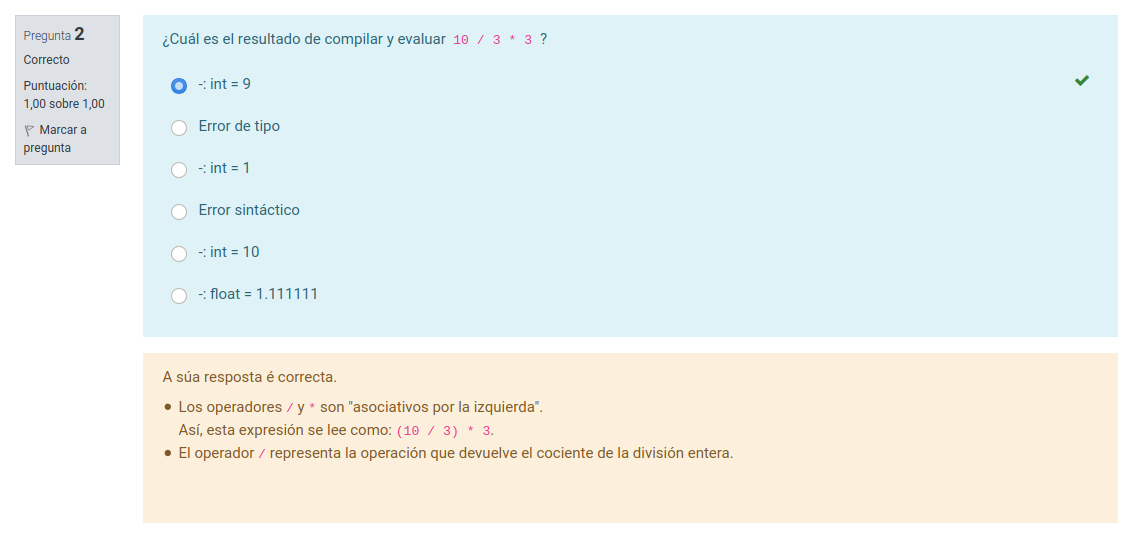 Pregunta 2
Correcto
Puntuación:
1,00 sobre 1,00
Marcar a
pregunta
¿Cuál es el resultado de compilar y evaluar 10 / 3 * 3 ?
-: int = 9
Error de tipo
-: int = 1
Error sintáctico
-: int = 10
-: float = 1.111111
A súa resposta é correcta.
• Los operadores / y * son "asociativos por la izquierda".
Así, esta expresión se lee como: (10 / 3) * 3.
• El operador / representa la operación que devuelve el cociente de la división entera.